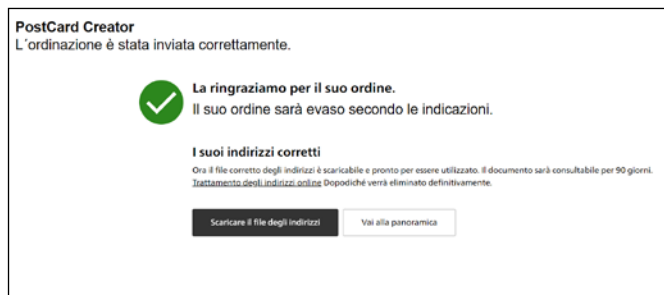 PostCard Creator
L´ordinazione è stata inviata correttamente.
La ringraziamo per il suo ordine.
Il suo ordine sarà evaso secondo le indicazioni.
I suoi indirizzi corretti
Ora il file corretto degli indirizzi è scaricabile e pronto per essere utilizzato. Il documento sarà consultabile per 90 giorni.
Trattamento degli indirizzi online Dopodiché verrà eliminato definitivamente.
Scaricare il file degli indirizzi
Vai alla panoramica